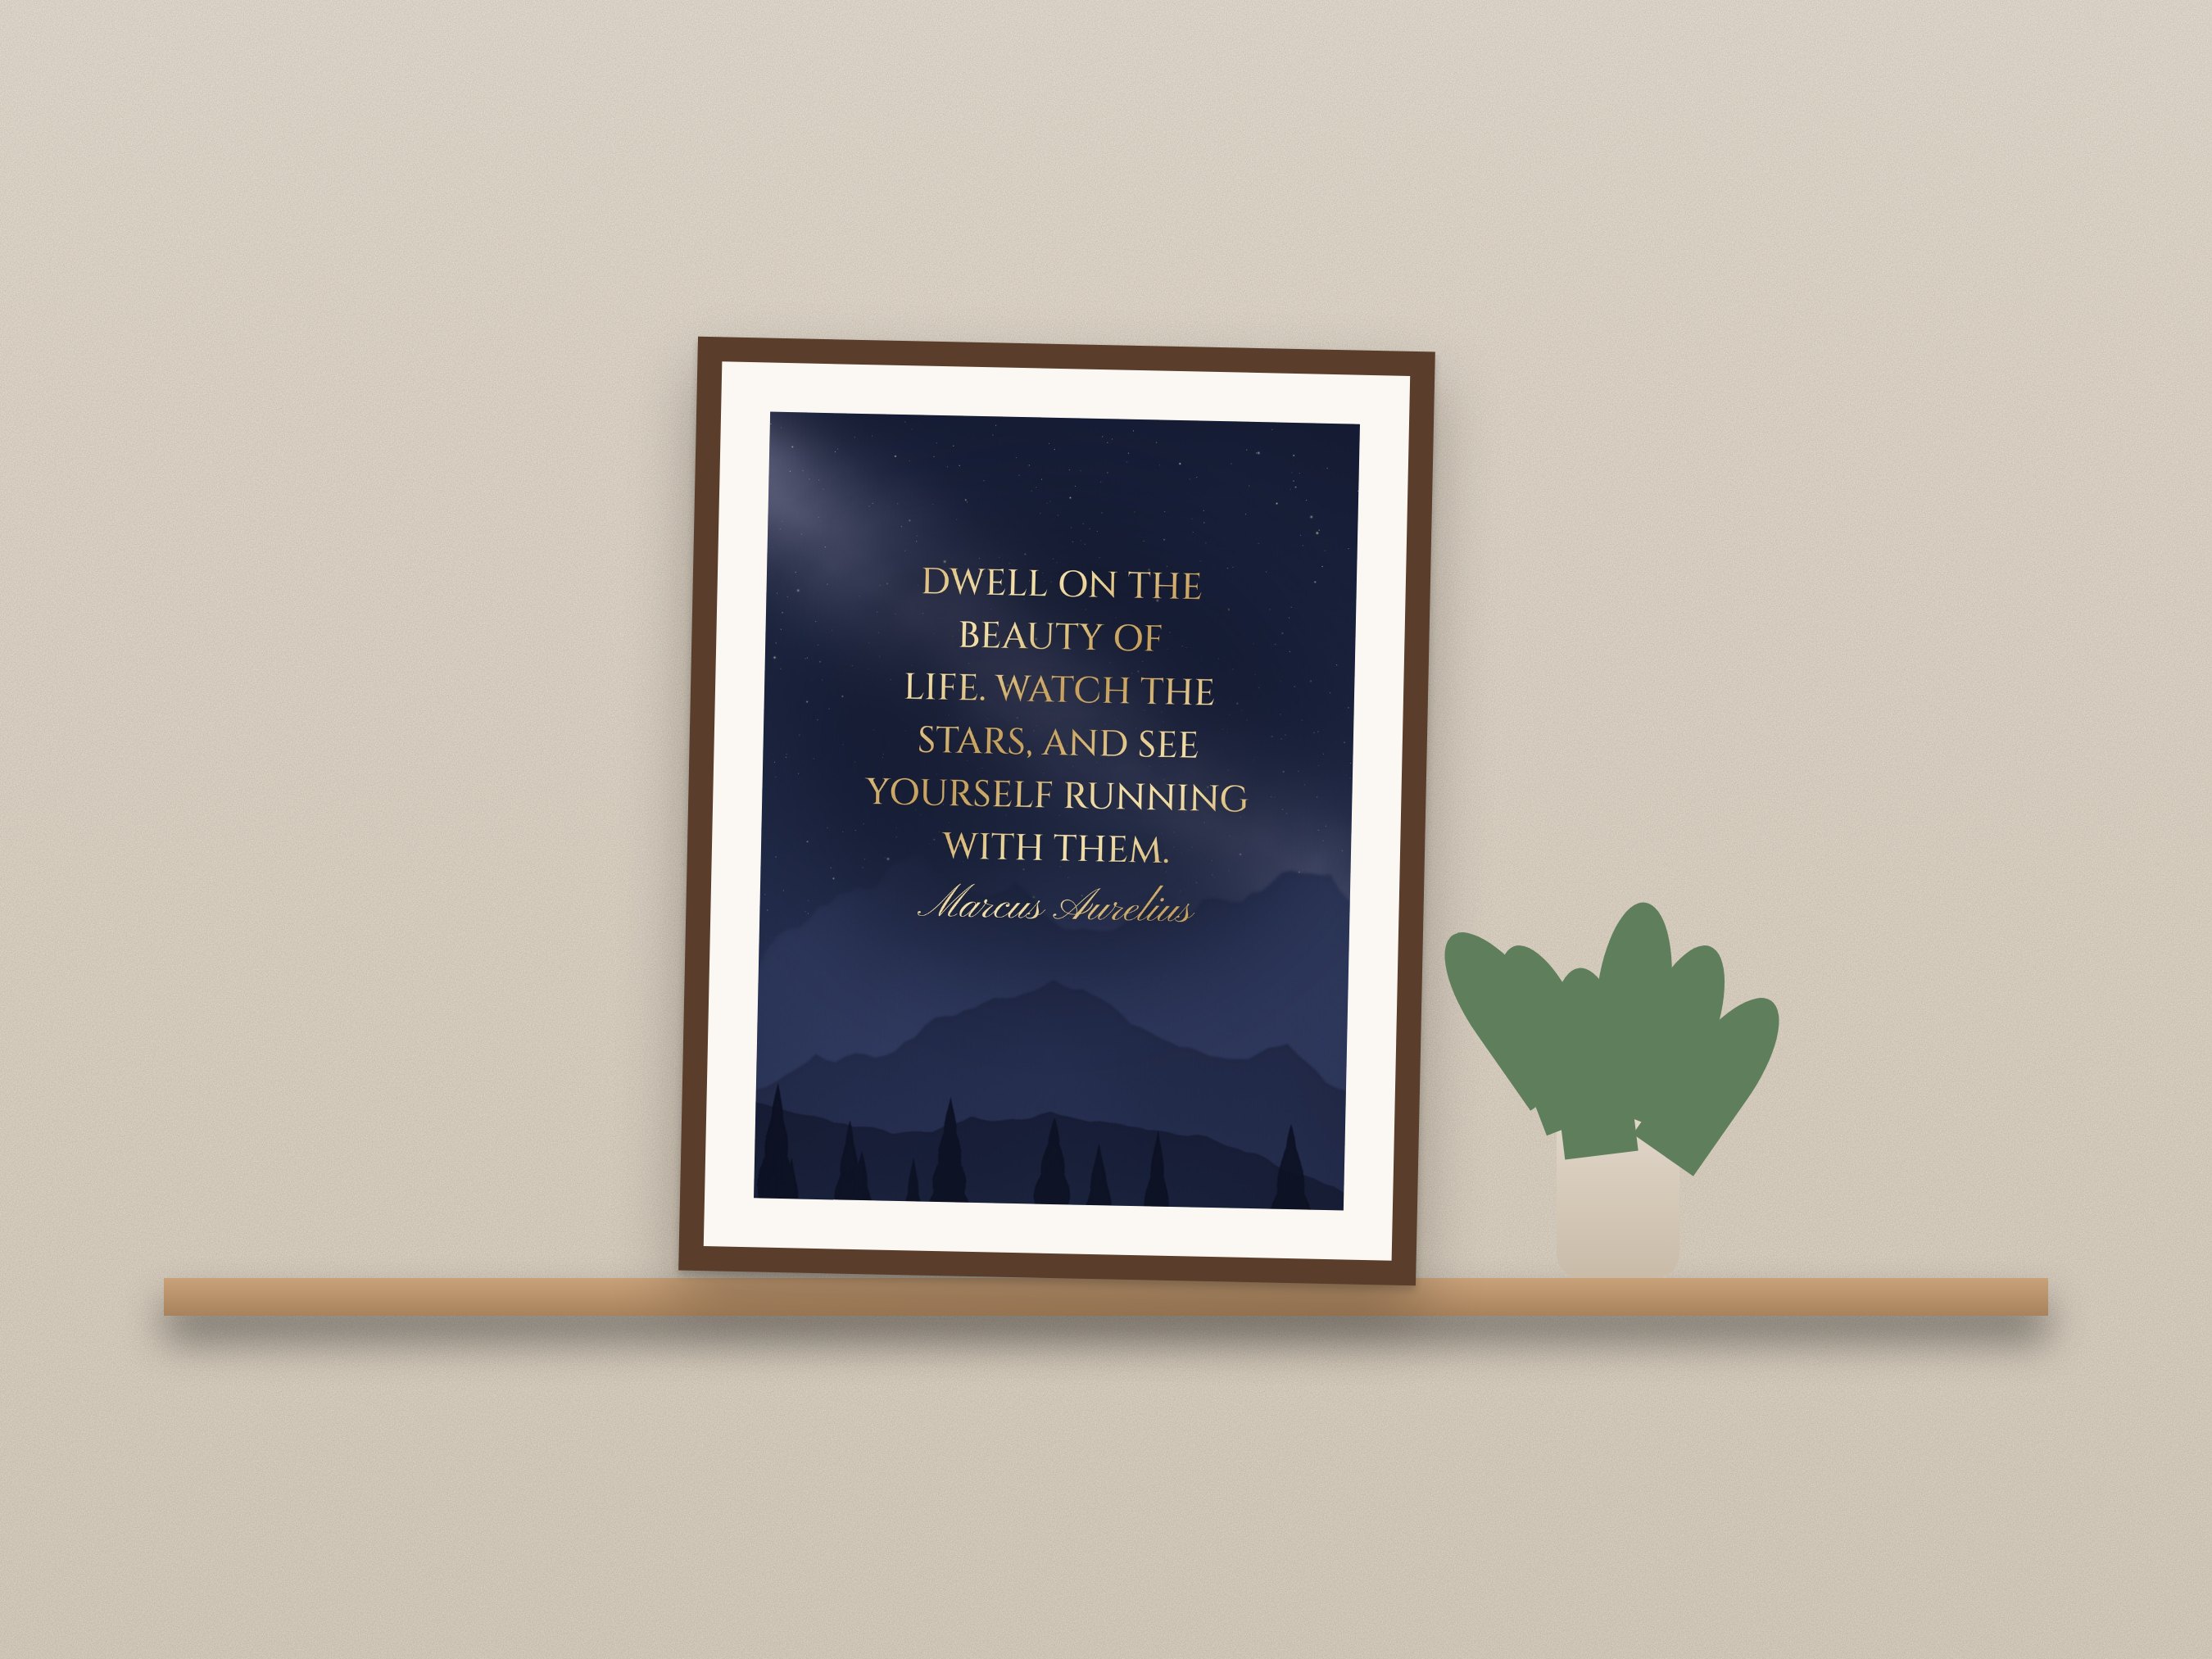 DWELL ON THE
BEAUTY OF
LIFE. WATCH THE
STARS, AND SEE
YOURSELF RUNNING
WITH THEM.
Marcus Aurelius